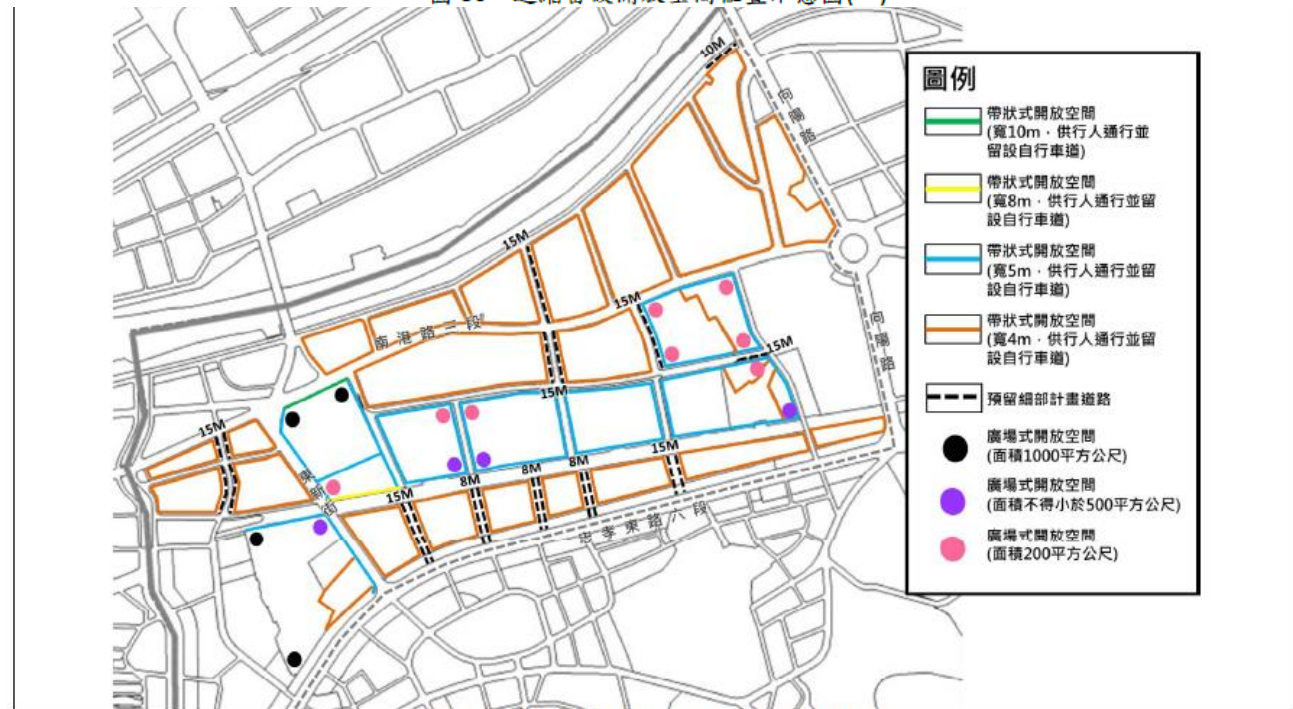 10M
向陽路
15M
15M
南港路二段
15M
向陽路
15M
15M
15M
8M
8M
8M
15M
東新街
忠孝東路六段
圖例
帶狀式開放空間
(寬10m,供行人通行並
留設自行車道)
帶狀式開放空間
(寬8m,供行人通行並留
設自行車道)
帶狀式開放空間
(寬5m,供行人通行並留
設自行車道)
帶狀式開放空間
(寬4m,供行人通行並留
設自行車道)
預留細部計畫道路
廣場式開放空間
(面積1000平方公尺)
廣場式開放空間
(面積不得小於500平方公尺)
廣場式開放空間
(面積200平方公尺)